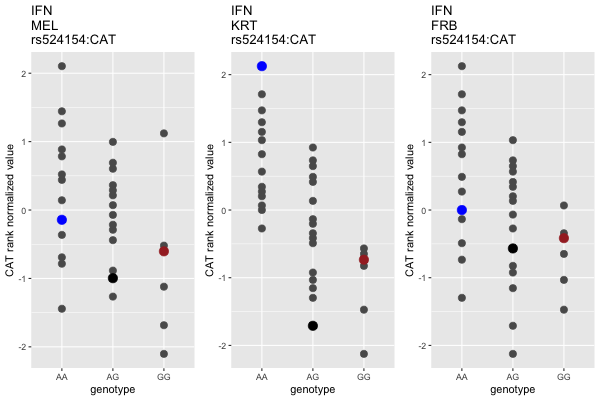 IFN
MEL
rs524154:CAT
CAT rank normalized value
2
1
0
-1
-2
AA AG GG
genotype
IFN
KRT
rs524154:CAT
CAT rank normalized value
2
1
0
-1
-2
AA AG GG
genotype
IFN
FRB
rs524154:CAT
CAT rank normalized value
2
1
0
-1
-2
AA AG GG
genotype